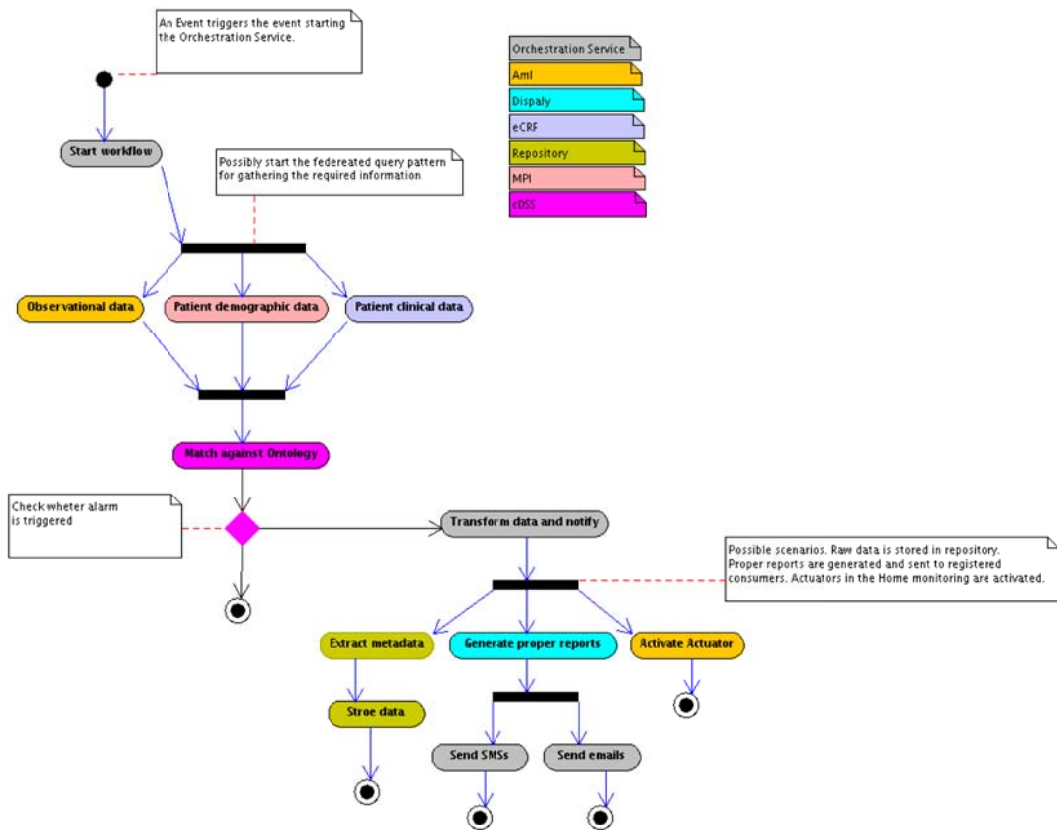 An Event triggers the event starting
the Orchestration Service.
Orchestration Service
AmI
Dispaly
eCRF
Repository
MPI
cDSS
Start workflow
Possibly start the federeated query pattern
for gathering the required information
Observational data
Patient demographic data
Patient clinical data
Match against Ontology
Check wheter alarm
is triggered
Transform data and notify
Possible scenarios. Raw data is stored in repository.
Proper reports are generated and sent to registered
consumers. Actuators in the Home monitoring are activated.
Extract metadata
Generate proper reports
Activate Actuator
Stroe data
Send SMSs
Send emails